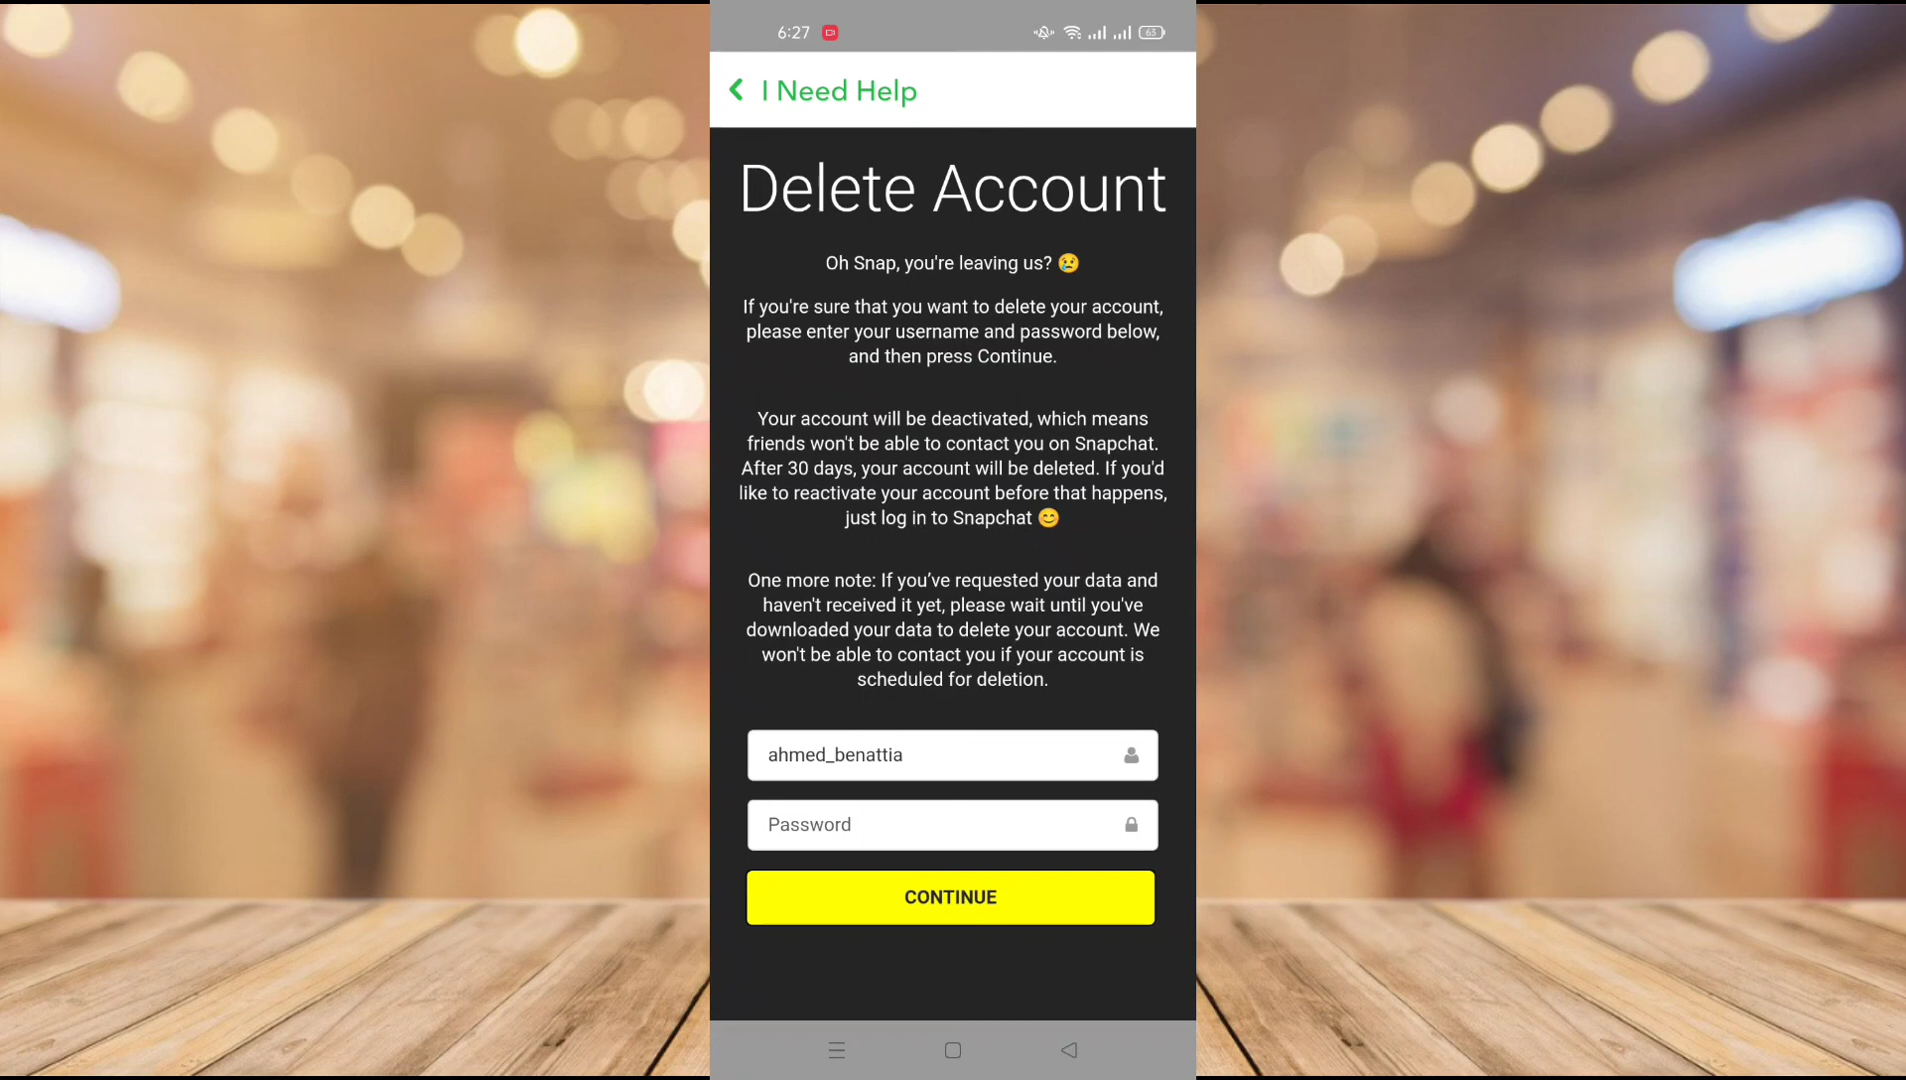 6:27
63
I Need Help
Delete Account
Oh Snap, you're leaving us? 😢
If you're sure that you want to delete your account,
please enter your username and password below,
and then press Continue.
Your account will be deactivated, which means
friends won't be able to contact you on Snapchat.
After 30 days, your account will be deleted. If you'd
like to reactivate your account before that happens,
just log in to Snapchat 😊
One more note: If you’ve requested your data and
haven't received it yet, please wait until you've
downloaded your data to delete your account. We
won't be able to contact you if your account is
scheduled for deletion.
ahmed_benattia
Password
CONTINUE